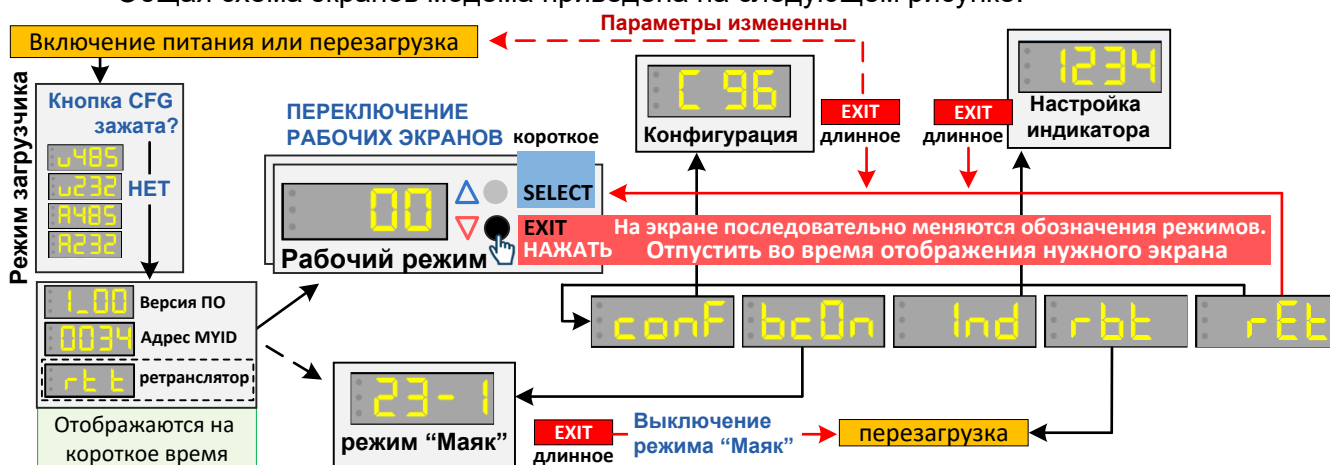 Общая схема экранов модема приведена на следующем рисунке.
Параметры измененны
Включение питания или перезагрузка
Режим загрузчика
Кнопка CFG
зажата?
u485
u232
A485
A232
НЕТ
1_00 Версия ПО
0034 Адрес MYID
rtt ретранслятор
Отображаются на
короткое время
ПЕРЕКЛЮЧЕНИЕ
РАБОЧИХ ЭКРАНОВ
короткое
00
SELECT
EXIT
НАЖАТЬ
Рабочий режим
C 96
Конфигурация
EXIT
длинное
EXIT
длинное
1234
Настройка
индикатора
На экране последовательно меняются обозначения режимов.
Отпустить во время отображения нужного экрана
conF
bcOn
Ind
rbt
rEt
23-1
режим “Маяк”
EXIT
длинное
Выключение
режима “Маяк”
перезагрузка